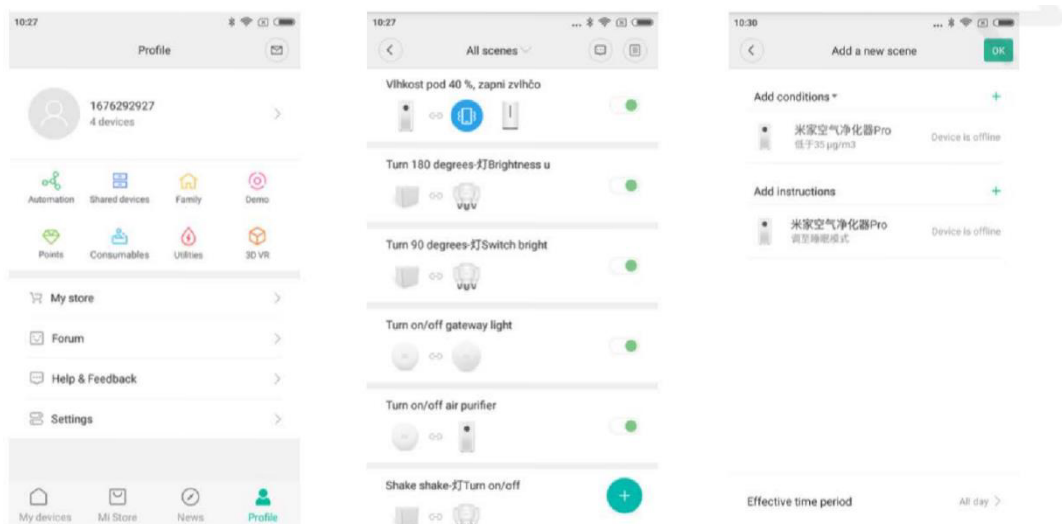 10:27
Profile
1676292927
4 devices
Automation Shared devices Family Demo
Points Consumables Utilities 3D VR
My store
Forum
Help & Feedback
Settings
My devices Mi Store News Profile
10:27
...
All scenes
Vlhkost pod 40 %, zapni zvlhčo
Turn 180 degrees-灯Brightness u
Turn 90 degrees-灯Switch bright
Turn on/off gateway light
Turn on/off air purifier
Shake shake-灯Turn on/off
10:30
...
Add a new scene
OK
Add conditions
米家空气净化器Pro
低于35 µg/m3
Device is offline
Add instructions
米家空气净化器Pro
调至睡眠模式
Device is offline
Effective time period All day